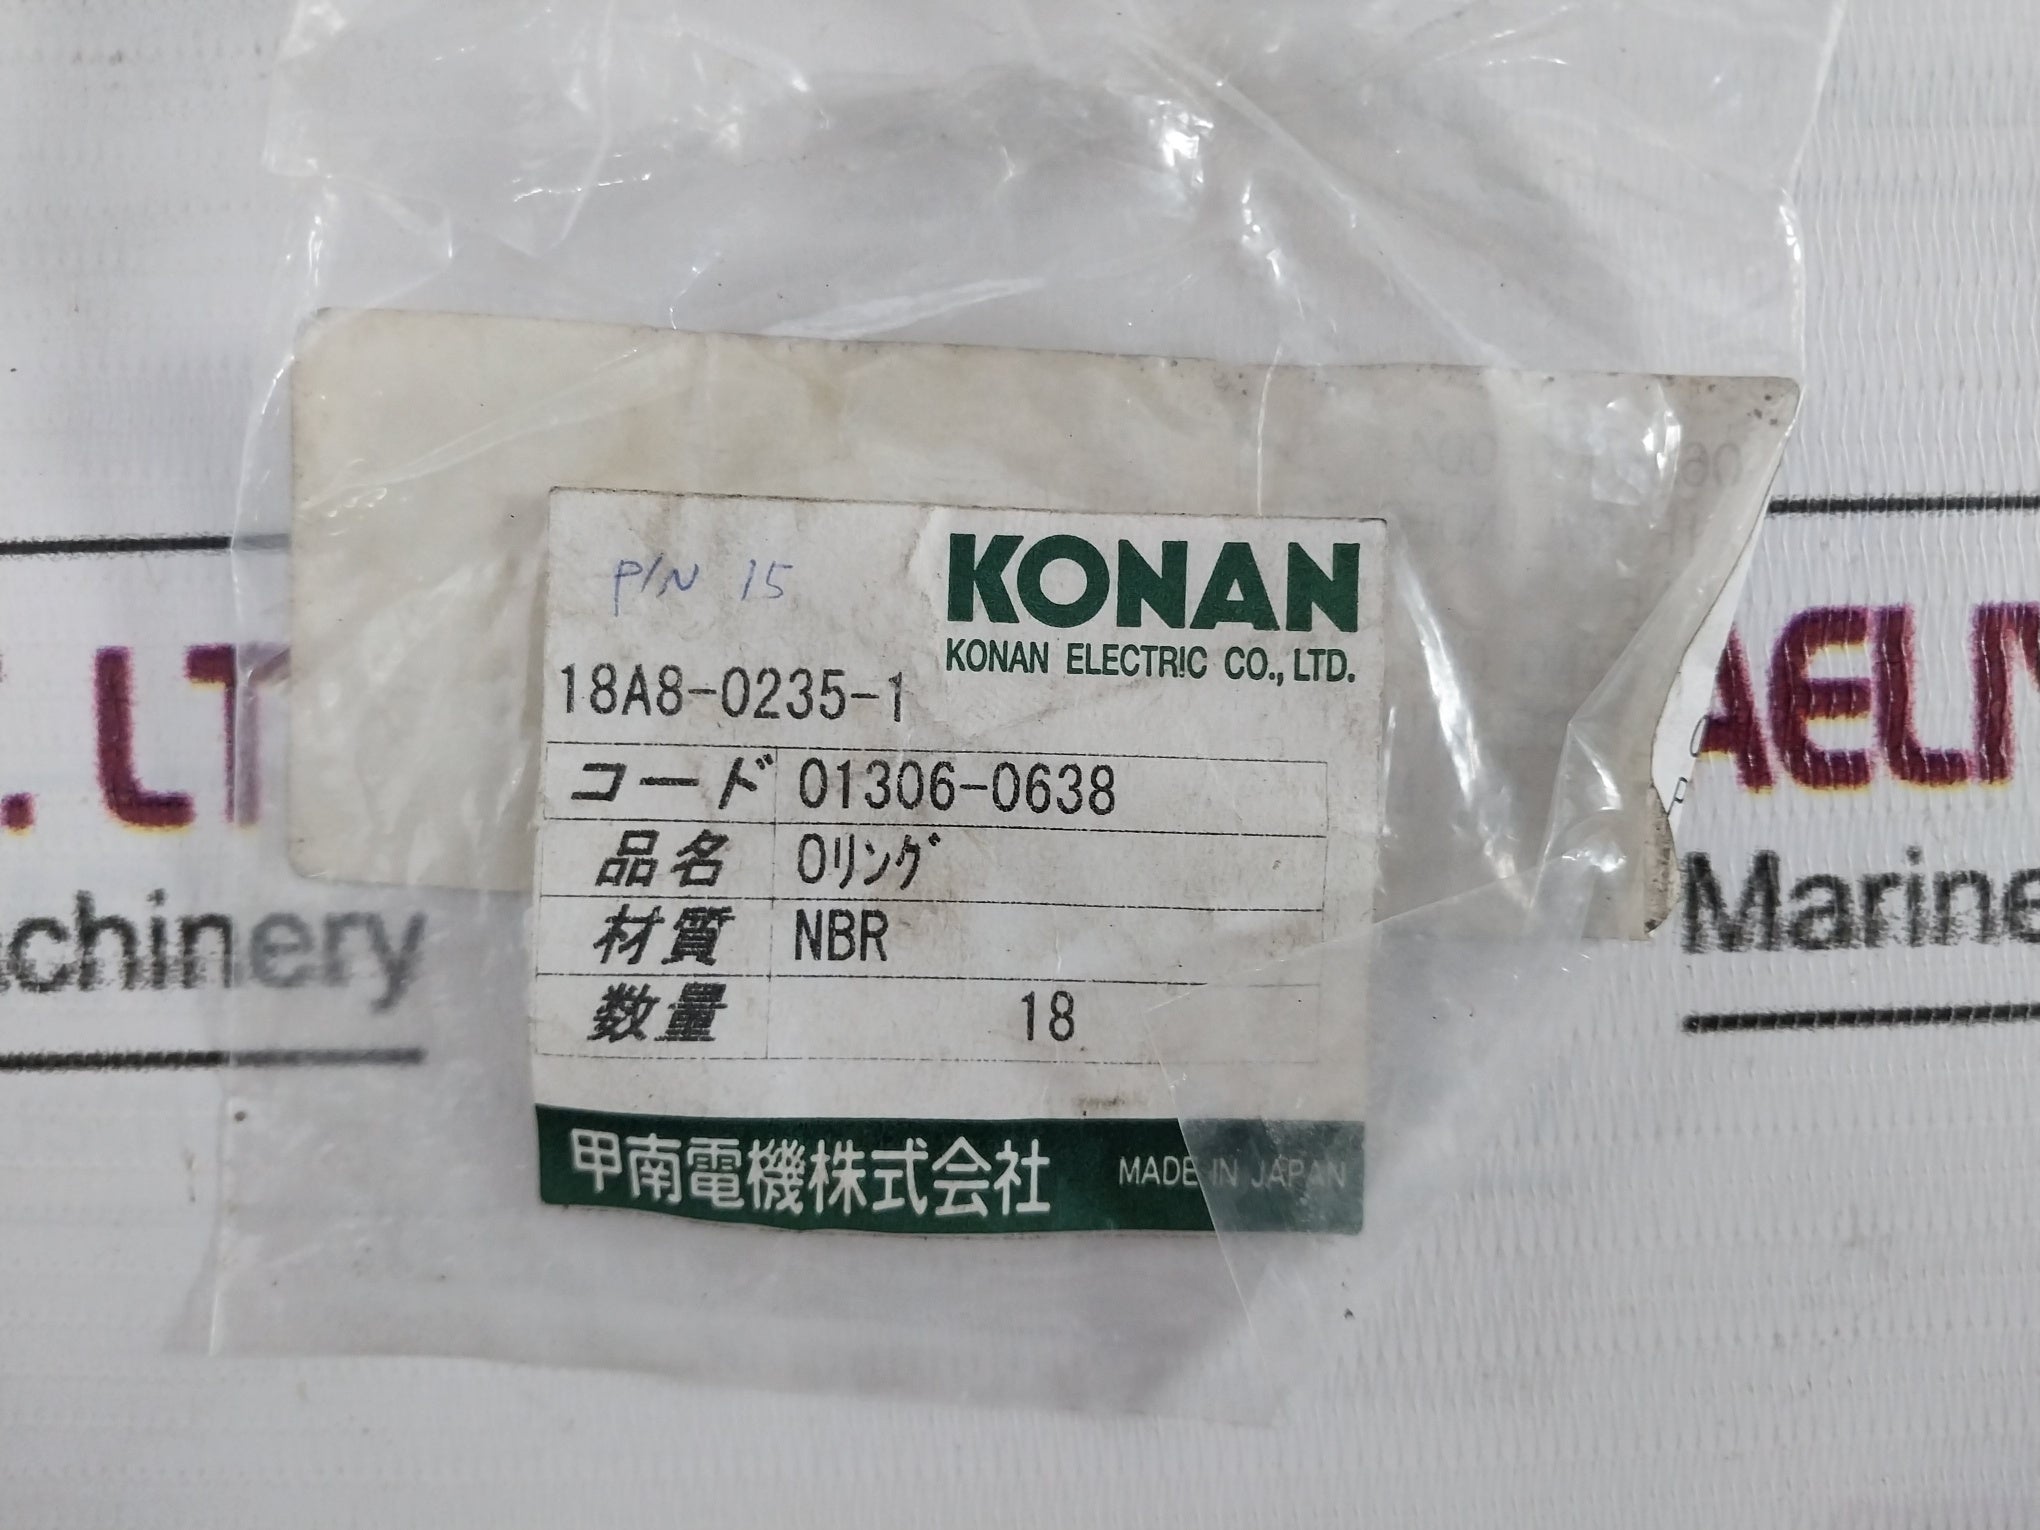 P/N 15
KONAN
KONAN ELECTRIC CO., LTD.
18A8-0235-1
コード 01306-0638
品名 Oリング
材質 NBR
数量 18
甲南電機株式会社 MADE IN JAPAN
. LT
chinery
AELIY
Marine